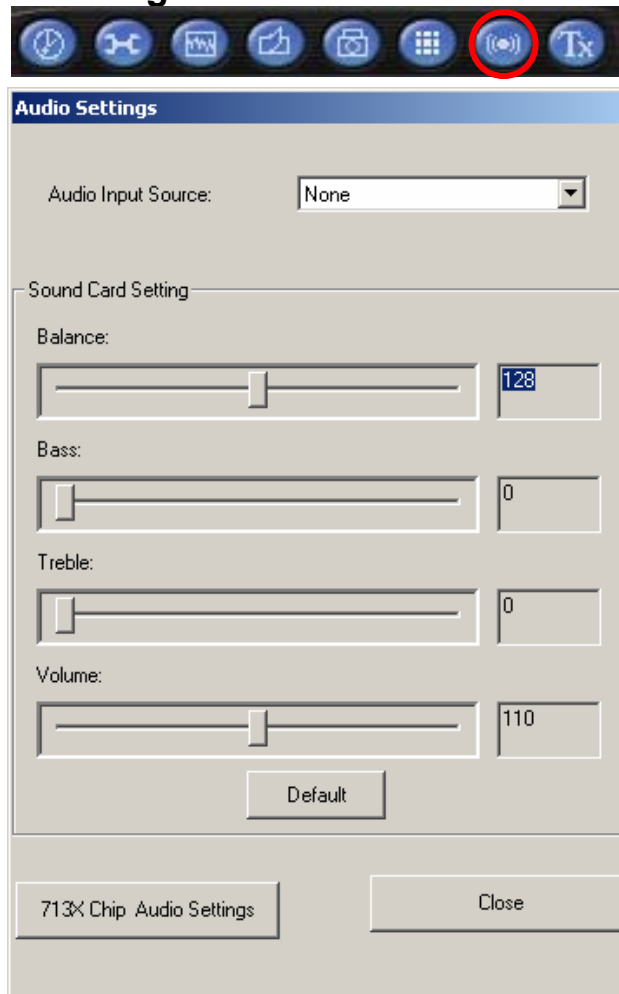 Tx
Audio Settings
Audio Input Source: None
Sound Card Setting
Balance:
128
Bass:
0
Treble:
0
Volume:
110
Default
713X Chip Audio Settings
Close